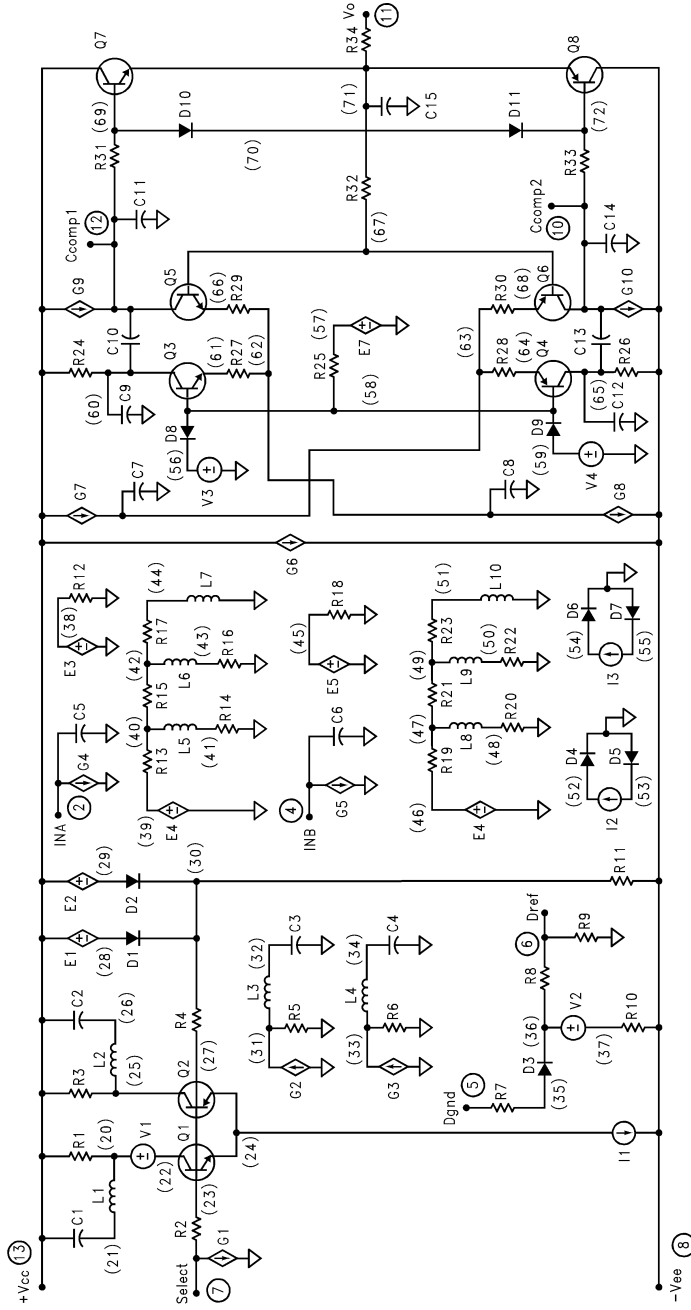 +Vcc 13
C1
L1
(21)
R1
(20)
V1
(22)
R3
C2
L2
(25)
(26)
E1
(28)
D1
E2
(29)
D2
(30)
Select
7
R2
(23)
G1
Q1
Q2
(24)
(27)
R4
(31)
L3
(32)
G2
R5
C3
(33)
L4
(34)
G3
R6
C4
Dgnd
5
R7
(35)
D3
(36)
R8
6
Dref
R9
V2
(37)
R10
R11
I1
-Vee 8
INA
2
G4
C5
E3
(38)
R12
(39)
E4
R13
(40)
L5
(41)
R14
R15
(42)
L6
(43)
R16
R17
(44)
L7
INB
4
G5
C6
E5
(45)
R18
(46)
E4
R19
(47)
L8
(48)
R20
R21
(49)
L9
(50)
R22
R23
(51)
L10
(52)
D4
I2
D5
(53)
(54)
D6
I3
D7
(55)
G6
G7
C7
C8
G8
(60)
R24
C9
C10
G9
Ccomp1
12
C11
R31
(69)
Q7
D8
(56)
V3
Q3
(61)
R27
(62)
Q5
(66)
R29
D10
(70)
D11
(57)
R25
E7
(58)
(67)
R32
(71)
C15
R34
Vo
11
(63)
R28
(64)
R30
(68)
Q4
Q6
D9
(59)
V4
(65)
C12
R26
C13
G10
Ccomp2
10
C14
R33
(72)
Q8